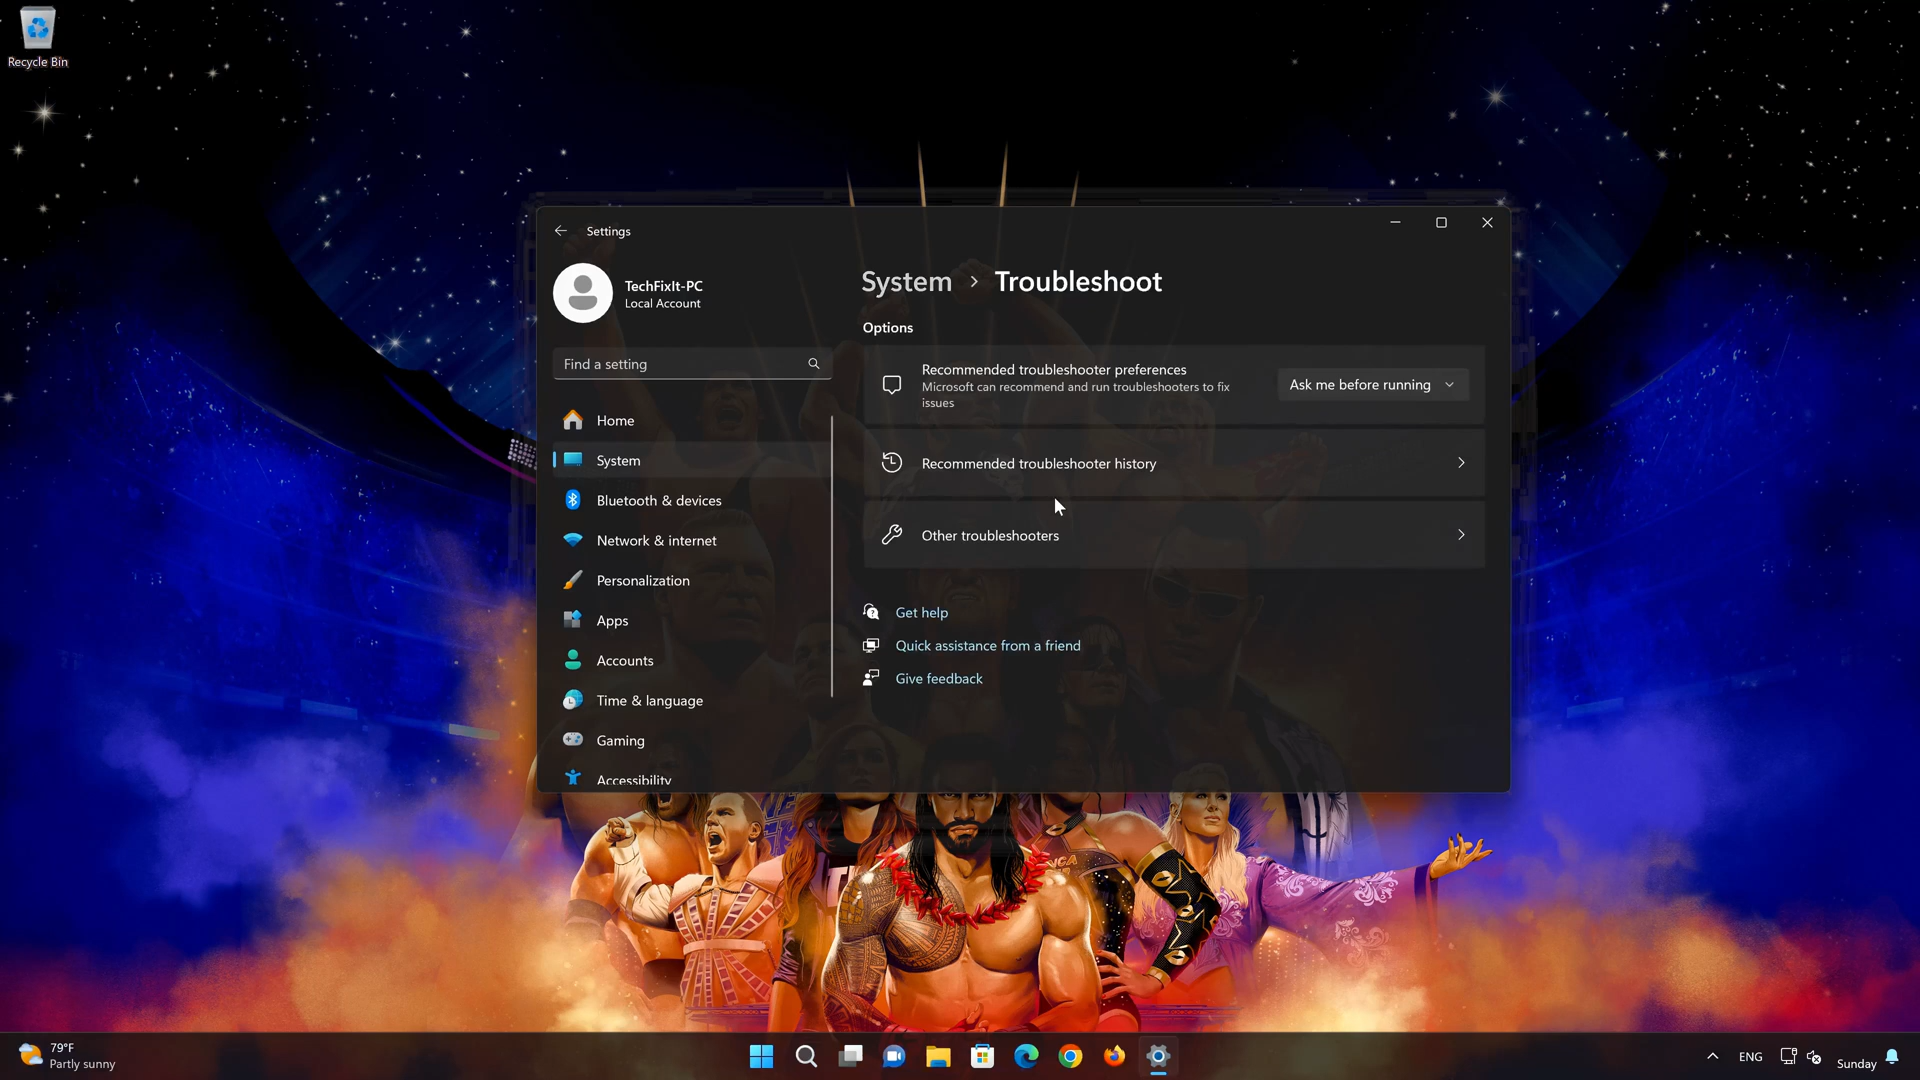 Recycle Bin
Settings
TechFixIt-PC
Local Account
Find a setting
Home
System
Bluetooth & devices
Network & internet
Personalization
Apps
Accounts
Time & language
Gaming
Accessibility
System > Troubleshoot
Options
Recommended troubleshooter preferences
Microsoft can recommend and run troubleshooters to fix
issues
Ask me before running
Recommended troubleshooter history
Other troubleshooters
Get help
Quick assistance from a friend
Give feedback
79°F
Partly sunny
ENG
Sunday